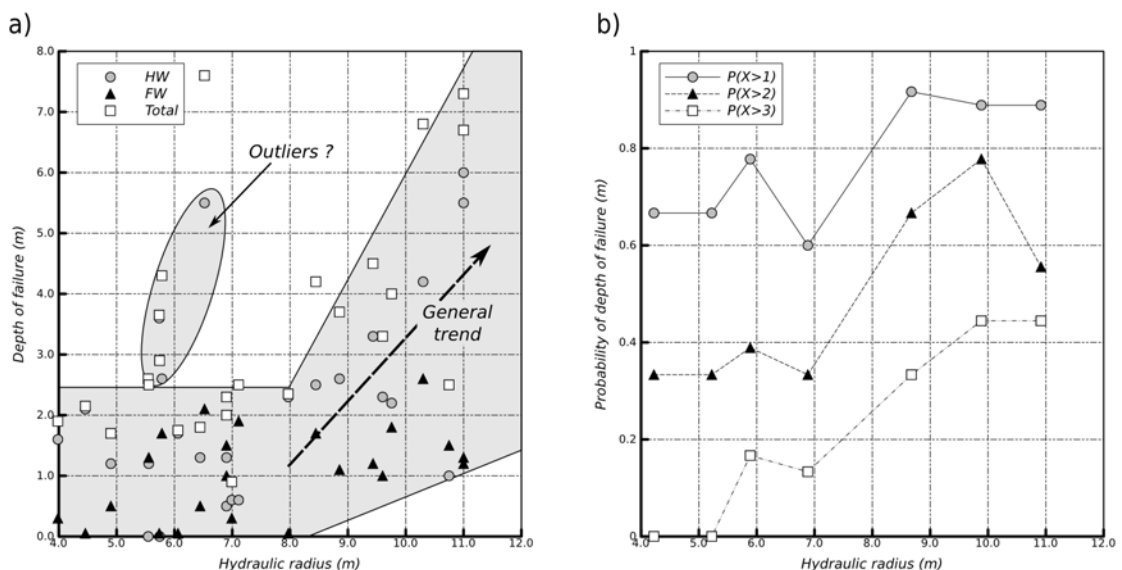 a)
8.0
7.0
6.0
5.0
4.0
3.0
2.0
1.0
0.0
Depth of failure (m)
HW
FW
Total
Outliers ?
General
trend
4.0 5.0 6.0 7.0 8.0 9.0 10.0 11.0 12.0
Hydraulic radius (m)
b)
1
0.8
0.6
0.4
0.2
0
Probability of depth of failure (m)
P(X>1)
P(X>2)
P(X>3)
4.0 5.0 6.0 7.0 8.0 9.0 10.0 11.0 12.0
Hydraulic radius (m)